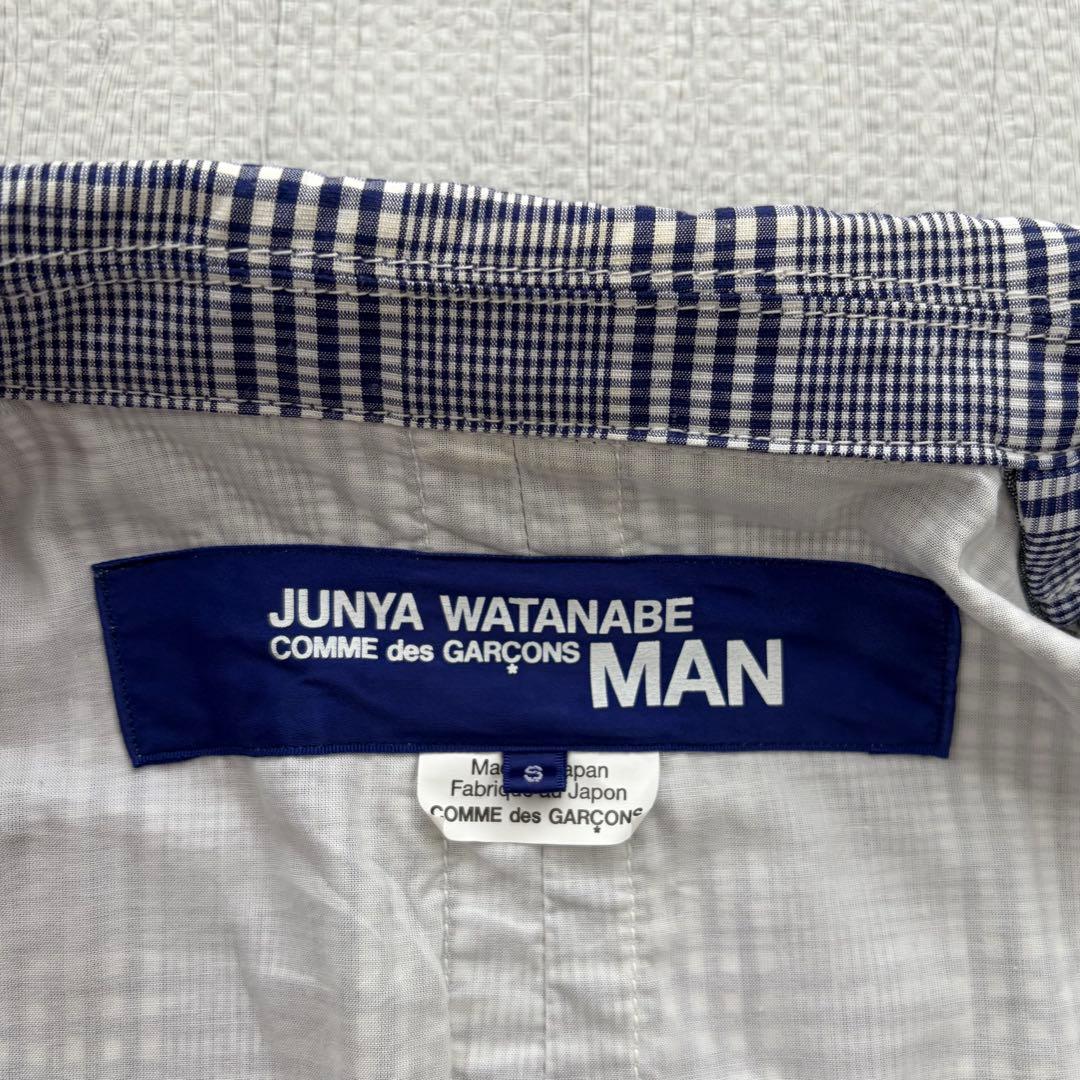 JUNYA WATANABE
COMME des GARÇONS MAN
S
Made in Japan
Fabriqué au Japon
COMME des GARÇONS